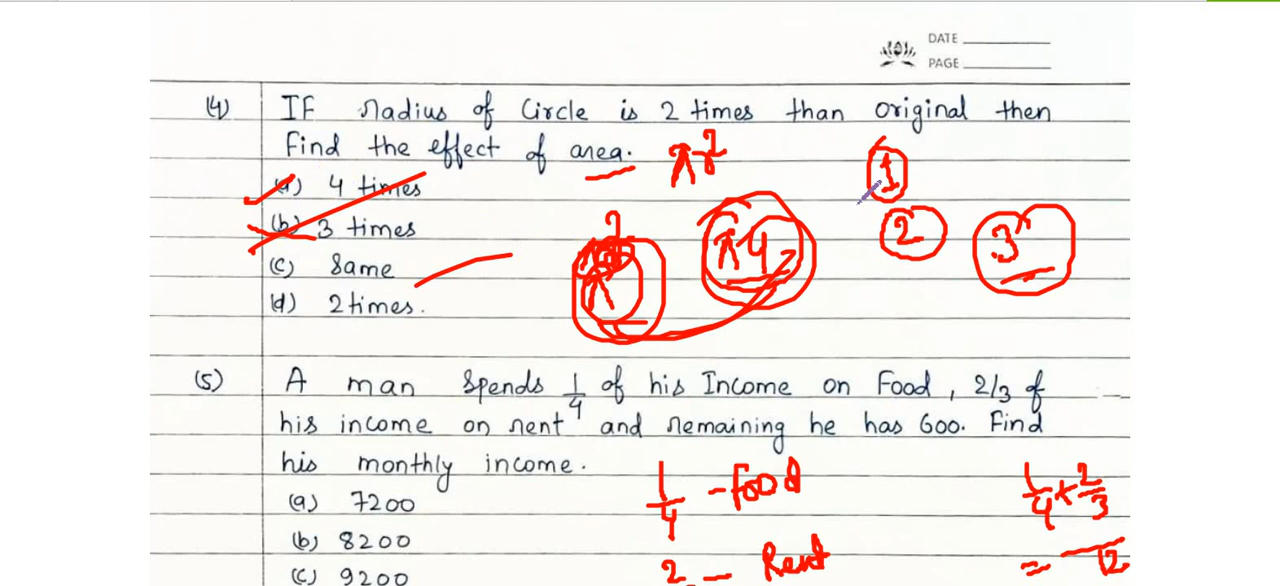 DATE
PAGE
(4) IF radius of Circle is 2 times than original then
find the effect of area. πr²
(a) 4 times
(b) 3 times
(c) Same
(d) 2 times.
1
2
3
π4
π
(5) A man Spends 1/4 of his Income on Food, 2/3 of
his income on rent and remaining he has 600. Find
his monthly income.
(a) 7200
(b) 8200
(c) 9200
1/4 - Food
2 - Rent
1/4 + 2/3
= 12